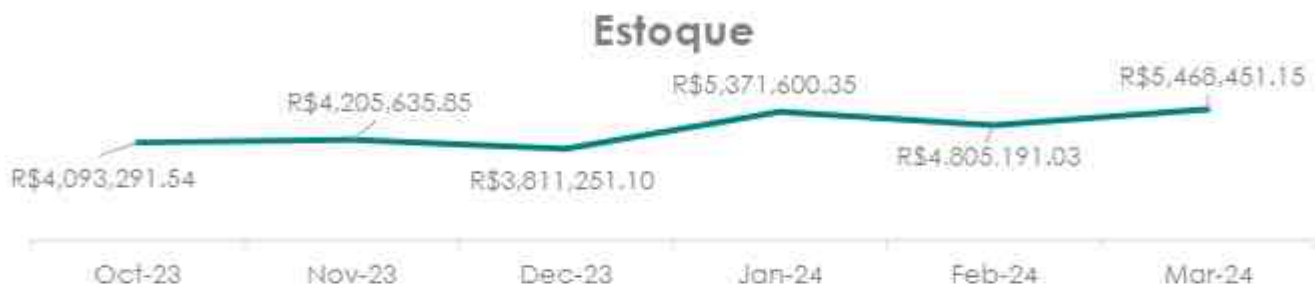 Estoque
R$4,093,291.54
R$4,205,635.85
R$3,811,251.10
R$5,371,600.35
R$4.805,191.03
R$5,468,451.15
Oct-23 Nov-23 Dec-23 Jan-24 Feb-24 Mar-24